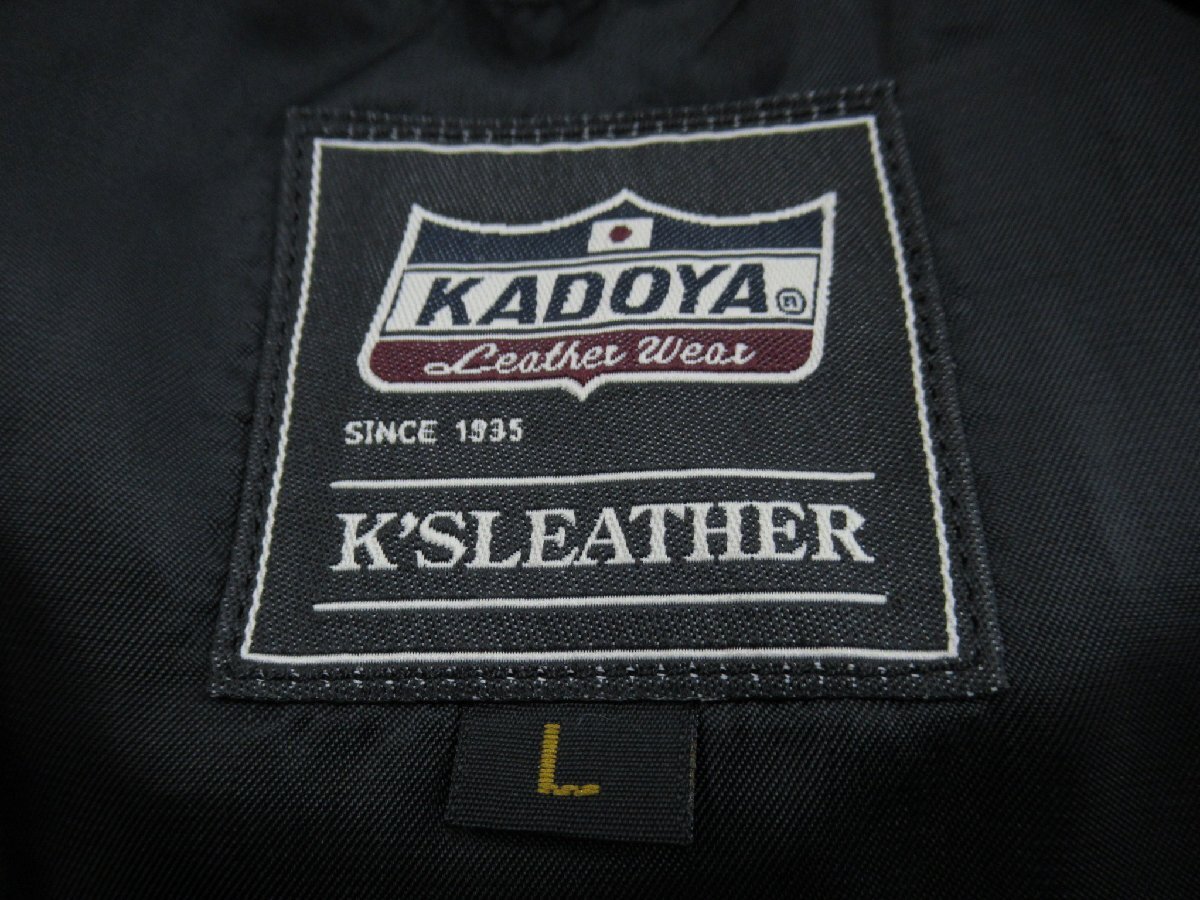 KADOYA®
Leather Wear
SINCE 1935
K'SLEATHER
L